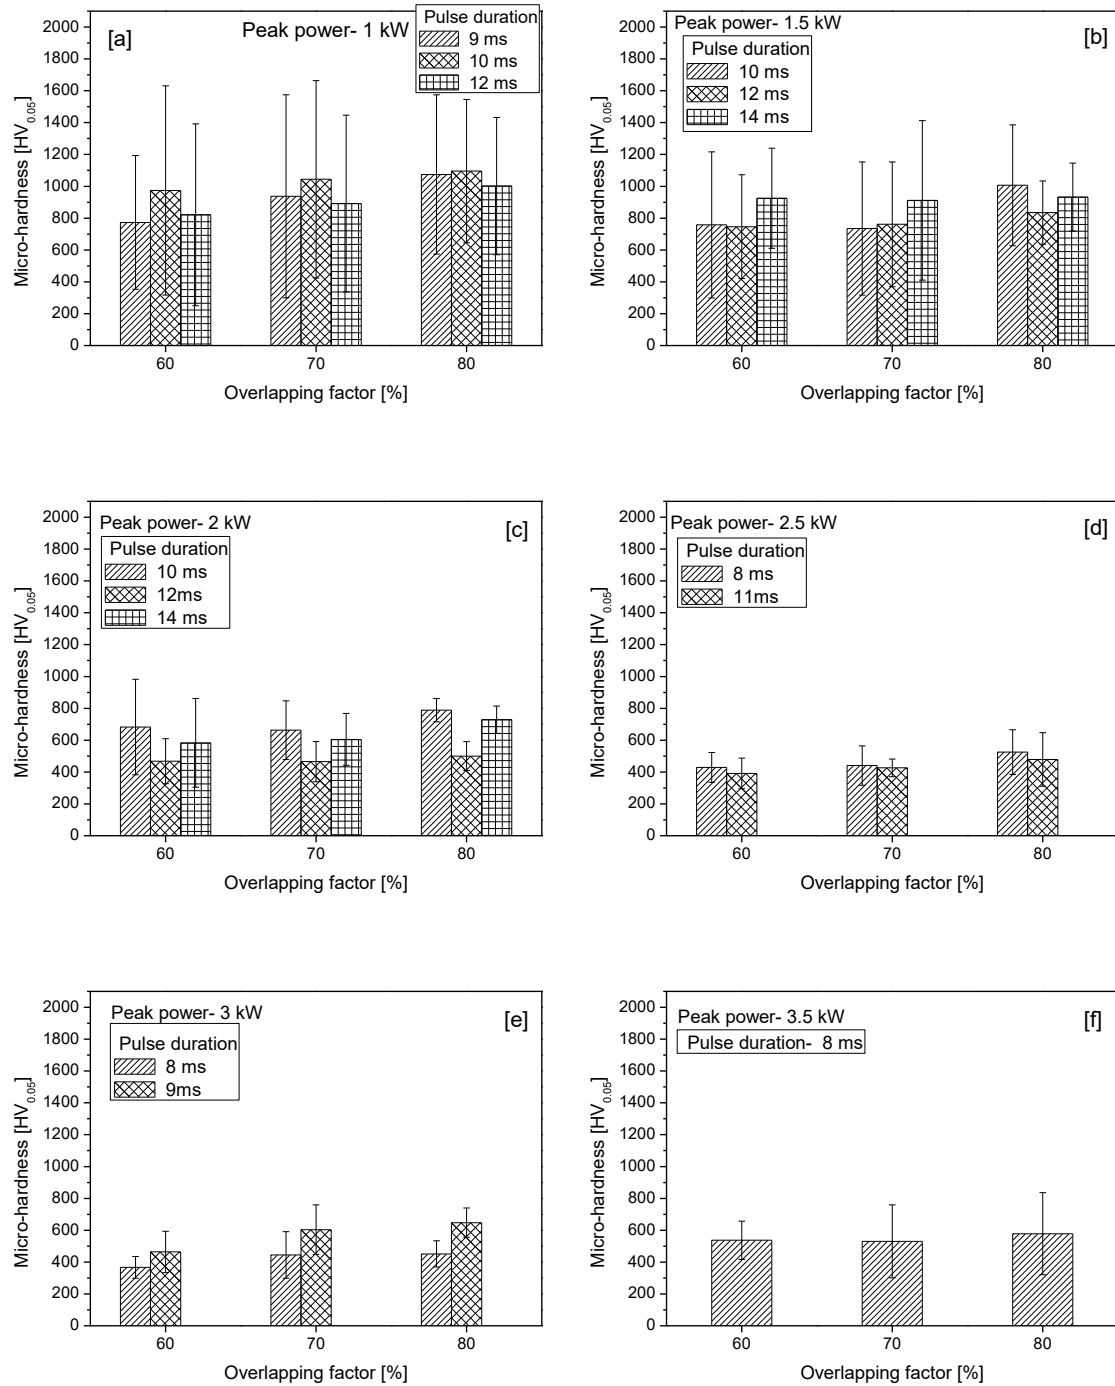 [a]
Peak power- 1 kW
Pulse duration
9 ms
10 ms
12 ms
2000
1800
1600
1400
1200
1000
800
600
400
200
0
Micro-hardness [HV0.05]
60 70 80
Overlapping factor [%]
Peak power- 1.5 kW
[b]
Pulse duration
10 ms
12 ms
14 ms
2000
1800
1600
1400
1200
1000
800
600
400
200
0
Micro-hardness [HV0.05]
60 70 80
Overlapping factor [%]
Peak power- 2 kW
[c]
Pulse duration
10 ms
12ms
14 ms
2000
1800
1600
1400
1200
1000
800
600
400
200
0
Micro-hardness [HV0.05]
60 70 80
Overlapping factor [%]
Peak power- 2.5 kW
[d]
Pulse duration
8 ms
11ms
2000
1800
1600
1400
1200
1000
800
600
400
200
0
Micro-hardness [HV0.05]
60 70 80
Overlapping factor [%]
Peak power- 3 kW
[e]
Pulse duration
8 ms
9ms
2000
1800
1600
1400
1200
1000
800
600
400
200
0
Micro-hardness [HV0.05]
60 70 80
Overlapping factor [%]
Peak power- 3.5 kW
[f]
Pulse duration- 8 ms
2000
1800
1600
1400
1200
1000
800
600
400
200
0
Micro-hardness [HV0.05]
60 70 80
Overlapping factor [%]